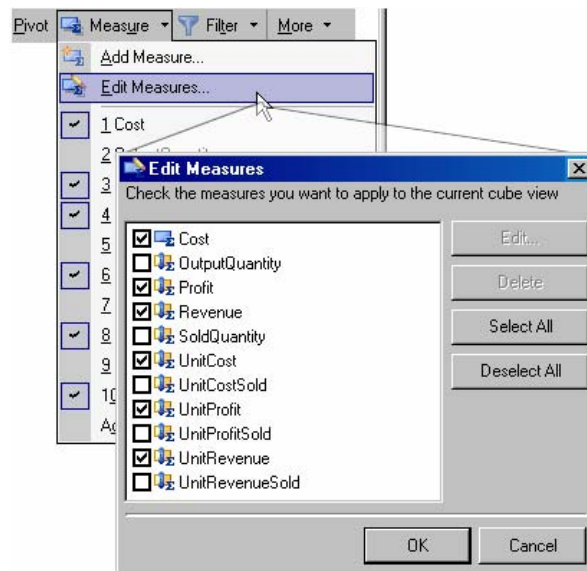 Pivot Measure Filter More
Add Measure...
Edit Measures...
1 Cost
2
3
4
5
6
7
8
9
10
Edit Measures
Check the measures you want to apply to the current cube view
Cost
OutputQuantity
Profit
Revenue
SoldQuantity
UnitCost
UnitCostSold
UnitProfit
UnitProfitSold
UnitRevenue
UnitRevenueSold
Edit...
Delete
Select All
Deselect All
OK Cancel